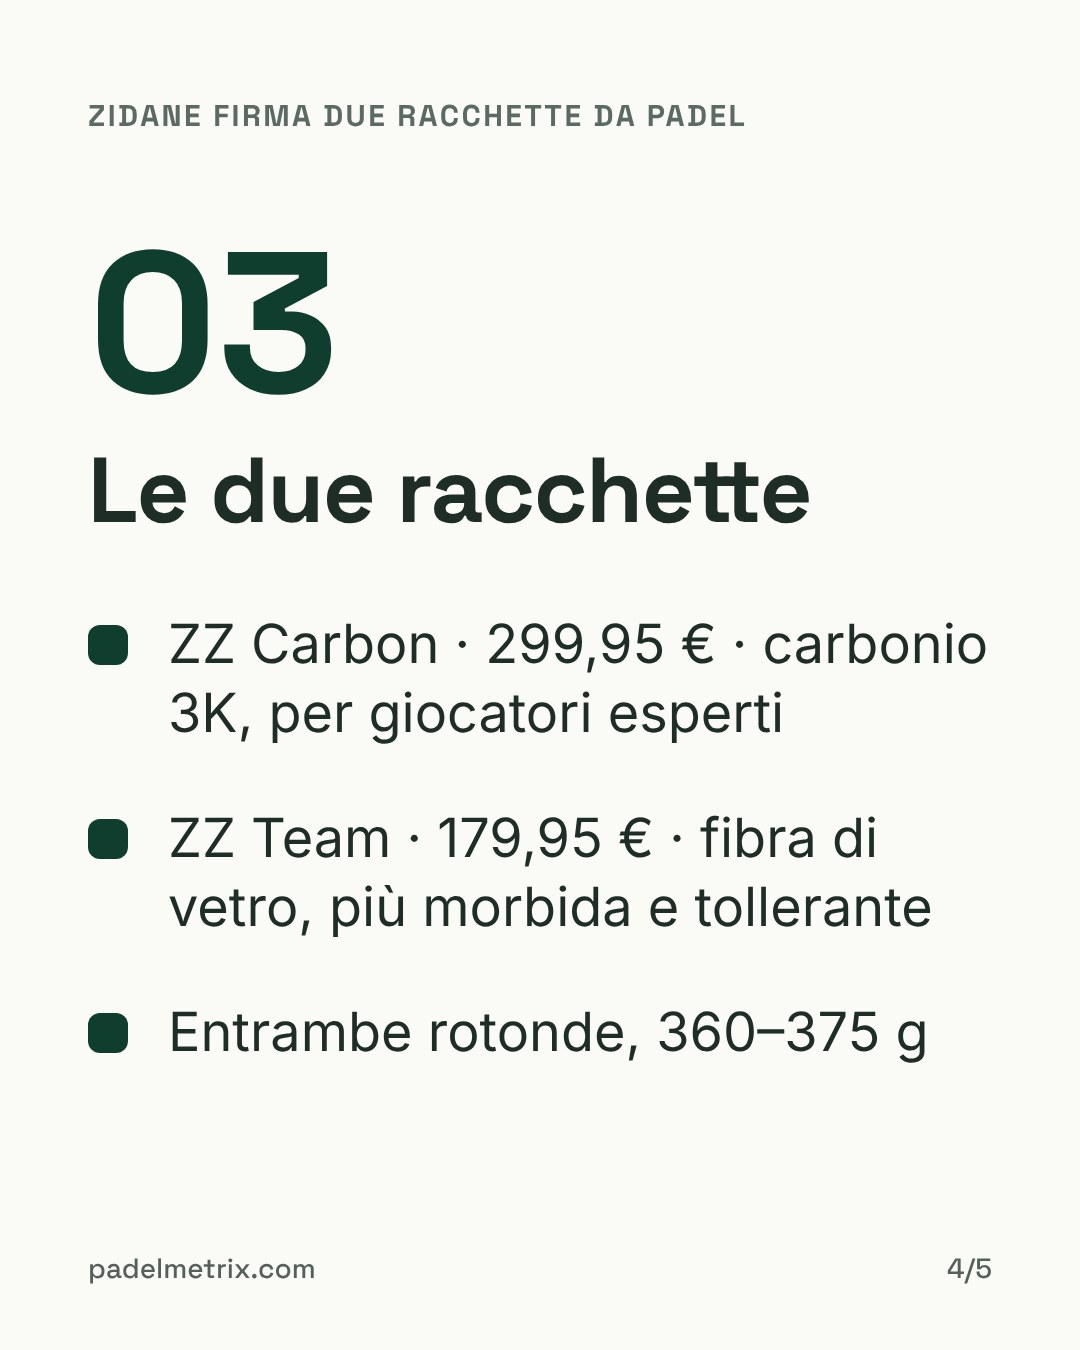 ZIDANE FIRMA DUE RACCHETTE DA PADEL
03
Le due racchette
ZZ Carbon · 299,95 € · carbonio
3K, per giocatori esperti
ZZ Team · 179,95 € · fibra di
vetro, più morbida e tollerante
Entrambe rotonde, 360–375 g
padelmetrix.com
4/5